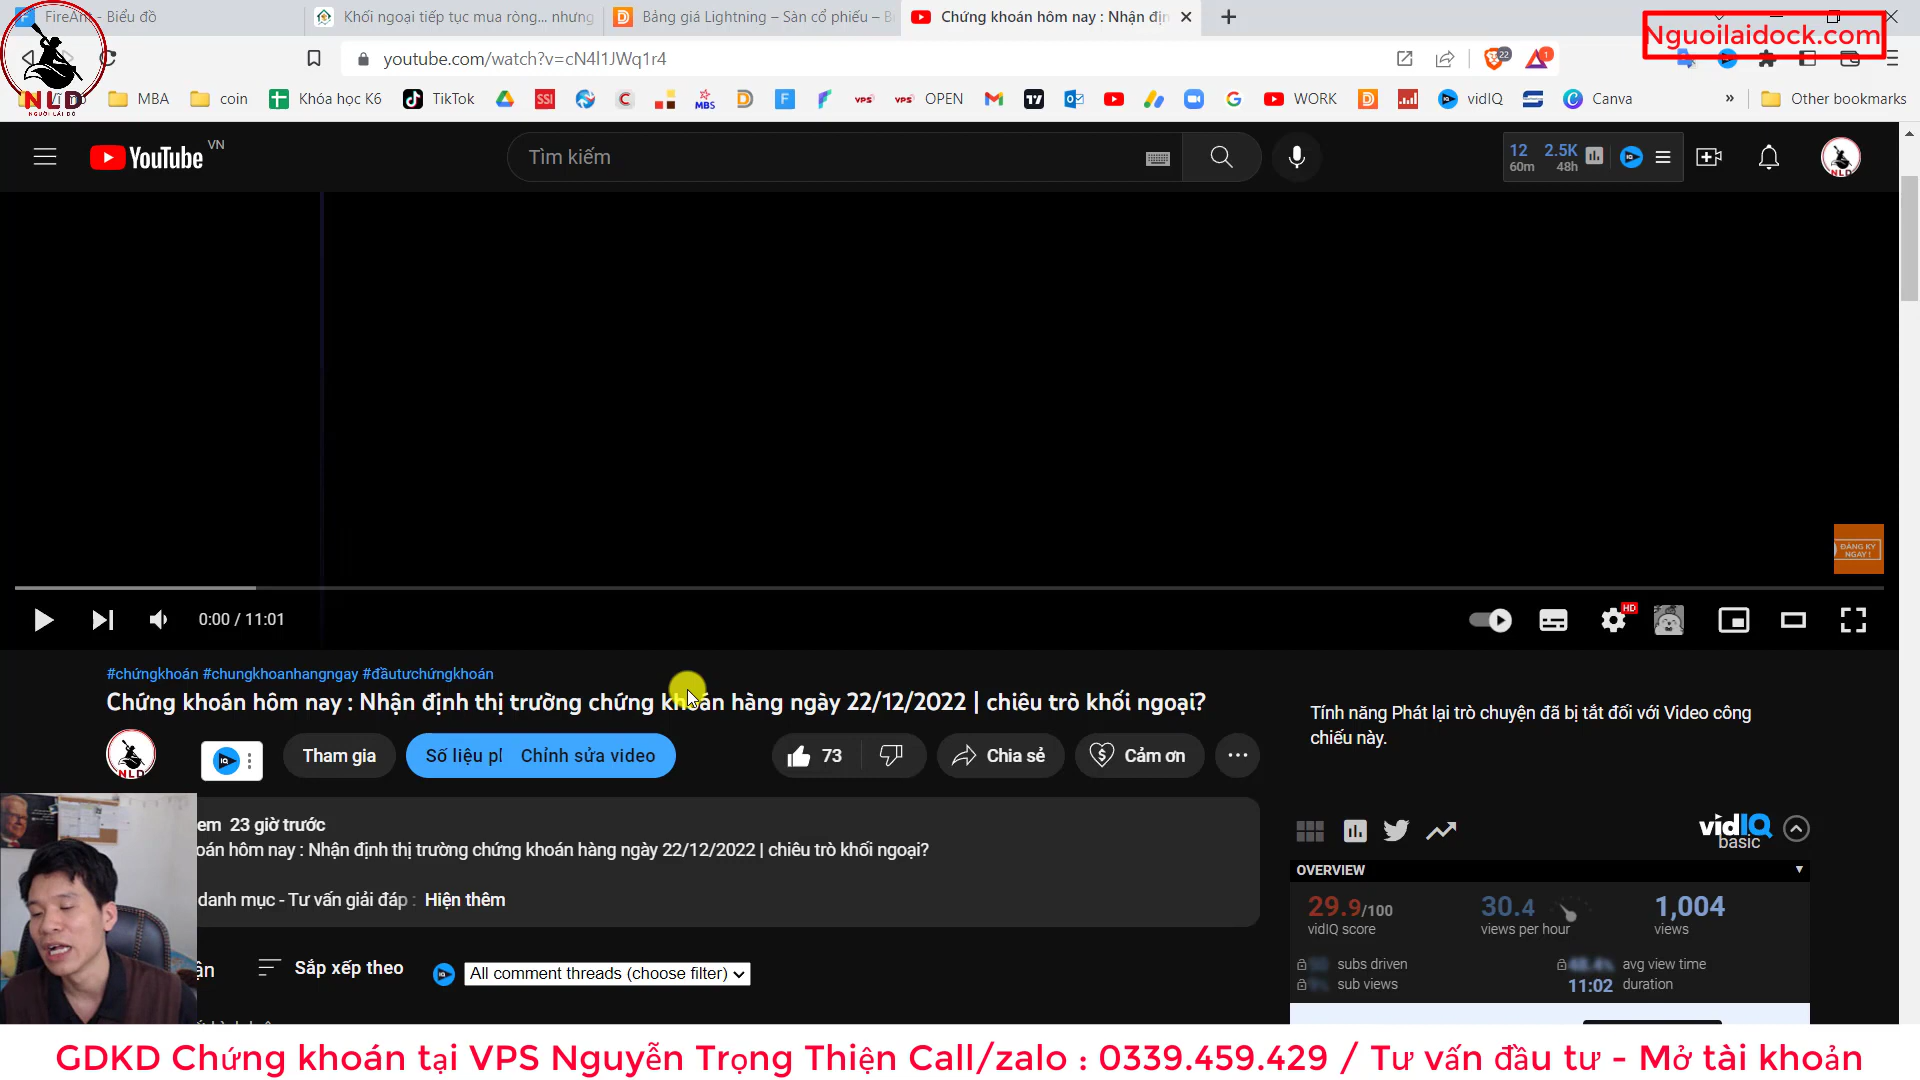 FireAnt - Biểu đồ
Khối ngoại tiếp tục mua ròng... nhưng
Bảng giá Lightning – Sàn cổ phiếu – B
Chứng khoán hôm nay : Nhận địn
Nguoilaidock.com
youtube.com/watch?v=cN4l1JWq1r4
22
1
NLD
NGƯỜI LÁI ĐÒ
MBA
coin
Khóa học K6
TikTok
SSI
MBS
VPS
VPS
OPEN
WORK
vidIQ
Canva
Other bookmarks
YouTube VN
Tìm kiếm
12
60m
2.5K
48h
NLD
ĐĂNG KÝ
NGAY !
0:00 / 11:01
HD
#chứngkhoán #chungkhoanhangngay #đầutưchứngkhoán
Chứng khoán hôm nay : Nhận định thị trường chứng khoán hàng ngày 22/12/2022 | chiêu trò khối ngoại?
NLD
Tham gia
Số liệu pl
Chỉnh sửa video
73
Chia sẻ
Cảm ơn
Tính năng Phát lại trò chuyện đã bị tắt đối với Video công
chiếu này.
em 23 giờ trước
oán hôm nay : Nhận định thị trường chứng khoán hàng ngày 22/12/2022 | chiêu trò khối ngoại?
danh mục - Tư vấn giải đáp : Hiện thêm
ận
Sắp xếp theo
All comment threads (choose filter)
vidIQ
basic
OVERVIEW
29.9/100
vidIQ score
30.4
views per hour
1,004
views
subs driven
avg view time
sub views
11:02 duration
GDKD Chứng khoán tại VPS Nguyễn Trọng Thiện Call/zalo : 0339.459.429 / Tư vấn đầu tư - Mở tài khoản